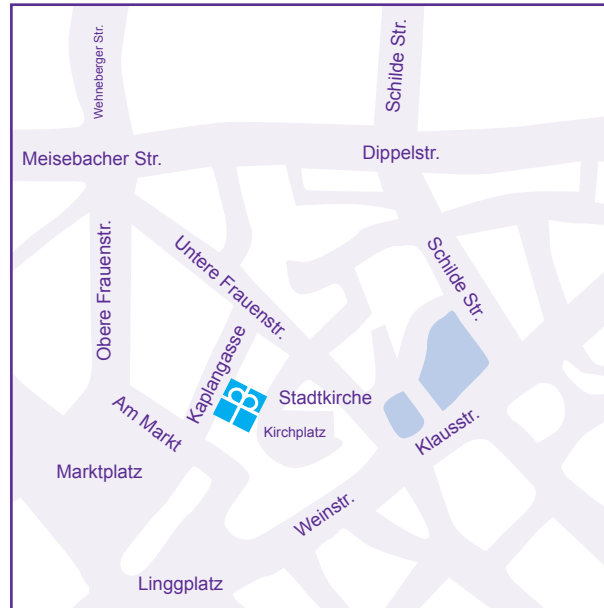 Wehneberger Str.
Schilde Str.
Meisebacher Str.
Dippelstr.
Obere Frauenstr.
Untere Frauenstr.
Schilde Str.
Kaplangasse
Am Markt
B
Stadtkirche
Kirchplatz
Klausstr.
Marktplatz
Weinstr.
Linggplatz